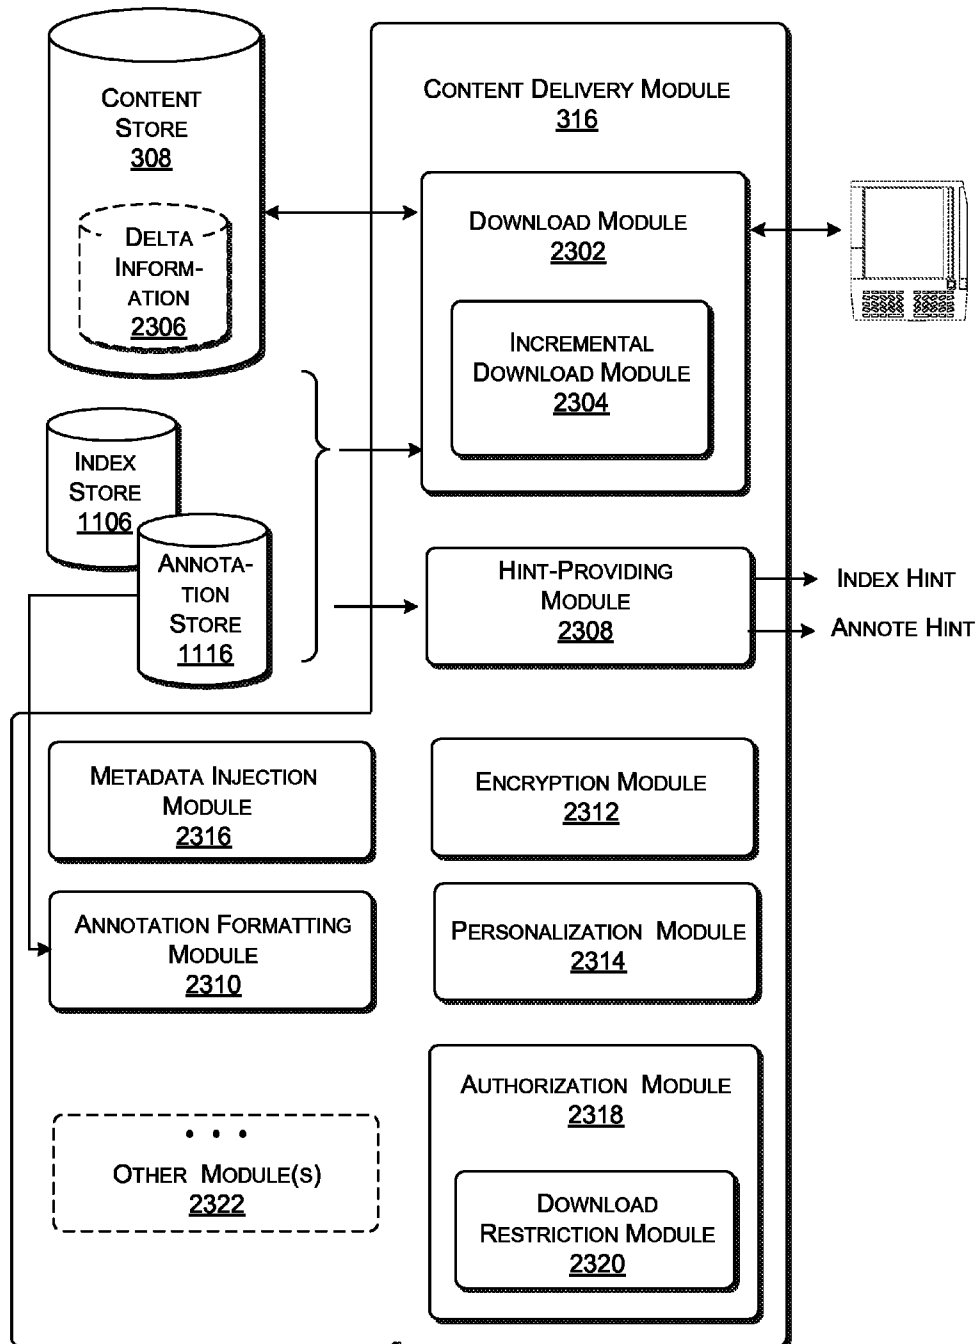 CONTENT
STORE
308
DELTA
INFORM-
ATION
2306
INDEX
STORE
1106
ANNOTA-
TION
STORE
1116
CONTENT DELIVERY MODULE
316
DOWNLOAD MODULE
2302
INCREMENTAL
DOWNLOAD MODULE
2304
HINT-PROVIDING
MODULE
2308
INDEX HINT
ANNOTE HINT
METADATA INJECTION
MODULE
2316
ENCRYPTION MODULE
2312
ANNOTATION FORMATTING
MODULE
2310
PERSONALIZATION MODULE
2314
• • •
OTHER MODULE(S)
2322
AUTHORIZATION MODULE
2318
DOWNLOAD
RESTRICTION MODULE
2320